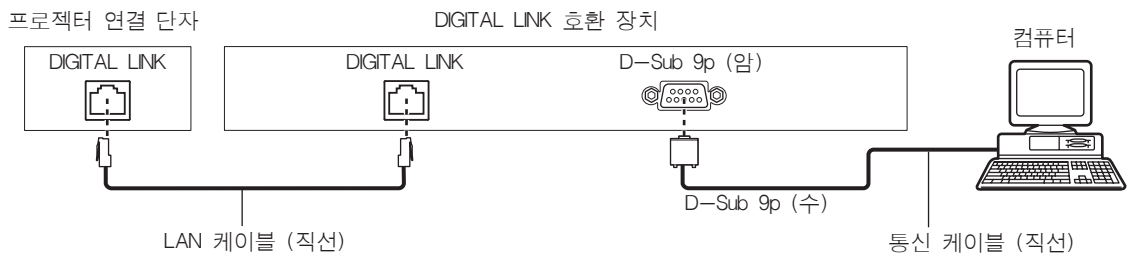 프로젝터 연결 단자
DIGITAL LINK 호환 장치
컴퓨터
DIGITAL LINK
DIGITAL LINK
D-Sub 9p (암)
D-Sub 9p (수)
LAN 케이블 (직선)
통신 케이블 (직선)